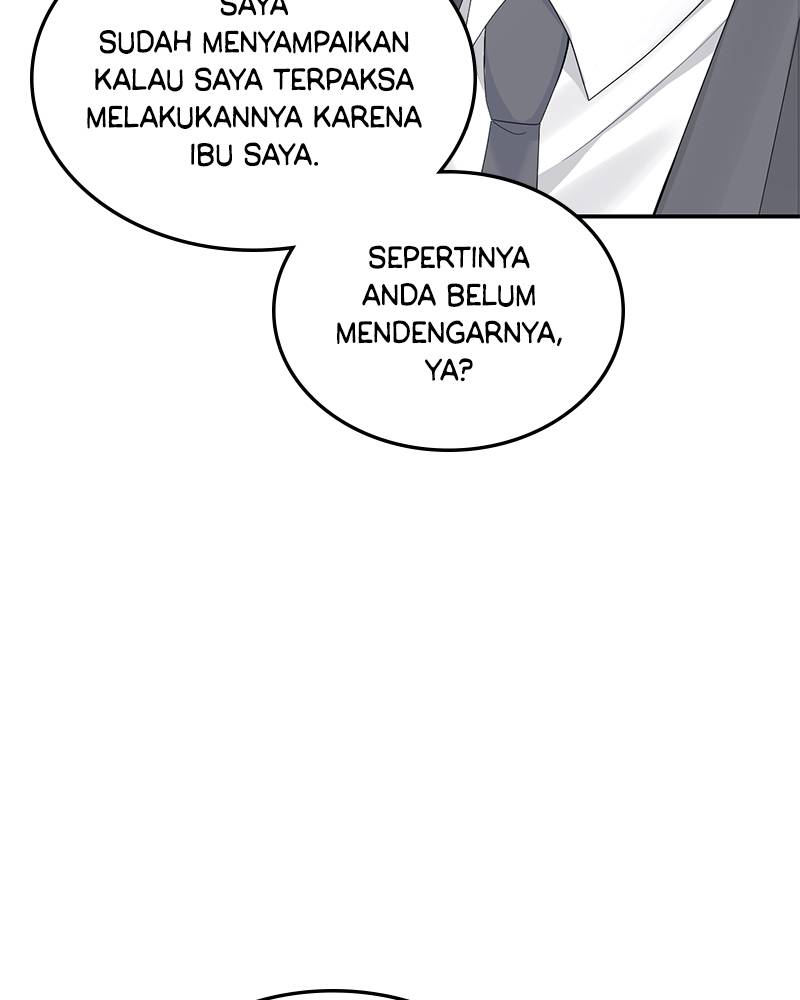 SAYA
SUDAH MENYAMPAIKAN
KALAU SAYA TERPAKSA
MELAKUKANNYA KARENA
IBU SAYA.
SEPERTINYA
ANDA BELUM
MENDENGARNYA,
YA?